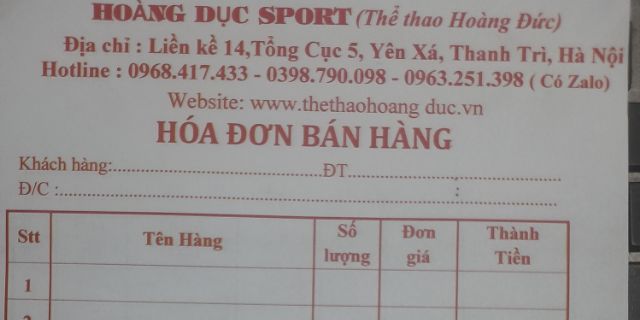 HOÀNG DỤC SPORT (Thể thao Hoàng Đức)
Địa chỉ : Liền kề 14,Tổng Cục 5, Yên Xá, Thanh Trì, Hà Nội
Hotline : 0968.417.433 - 0398.790.098 - 0963.251.398 ( Có Zalo)
Website: www.thethaohoang duc.vn
HÓA ĐƠN BÁN HÀNG
Khách hàng:.....................................................ĐT.....................................................
Đ/C :....................................................................................................:.........................
Stt Tên Hàng Số lượng Đơn giá Thành Tiền
1